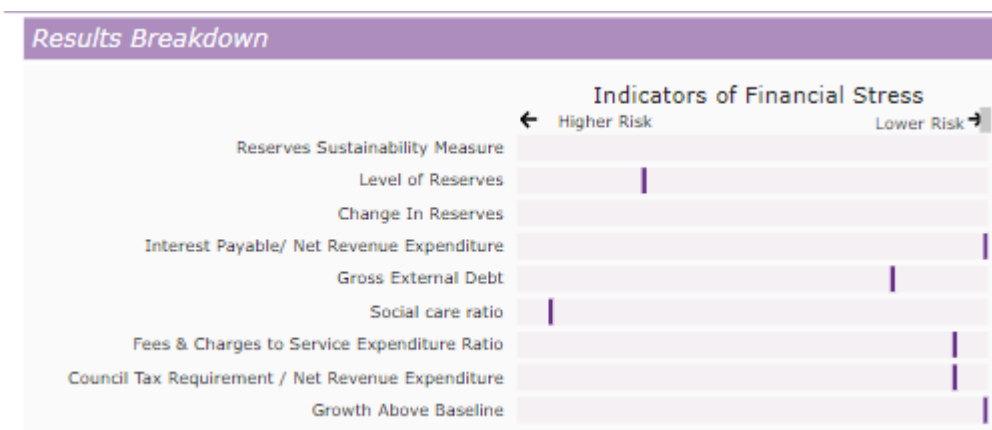 Results Breakdown
Indicators of Financial Stress
← Higher Risk Lower Risk →
Reserves Sustainability Measure
Level of Reserves
Change In Reserves
Interest Payable/ Net Revenue Expenditure
Gross External Debt
Social care ratio
Fees & Charges to Service Expenditure Ratio
Council Tax Requirement / Net Revenue Expenditure
Growth Above Baseline